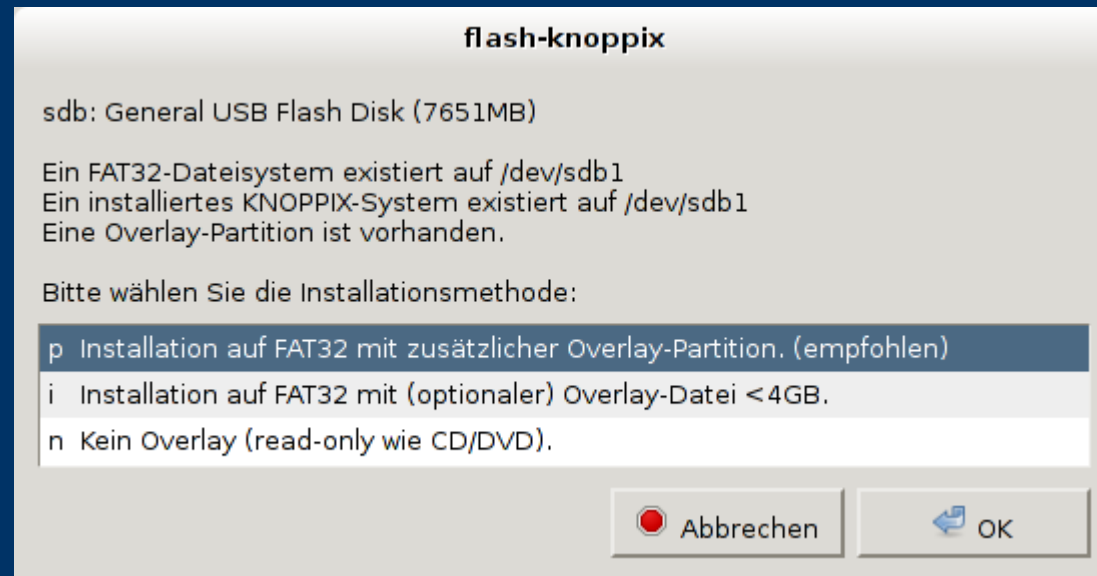 flash-knoppix
sdb: General USB Flash Disk (7651MB)
Ein FAT32-Dateisystem existiert auf /dev/sdb1
Ein installiertes KNOPPIX-System existiert auf /dev/sdb1
Eine Overlay-Partition ist vorhanden.
Bitte wählen Sie die Installationsmethode:
p Installation auf FAT32 mit zusätzlicher Overlay-Partition. (empfohlen)
i Installation auf FAT32 mit (optionaler) Overlay-Datei <4GB.
n Kein Overlay (read-only wie CD/DVD).
Abbrechen OK